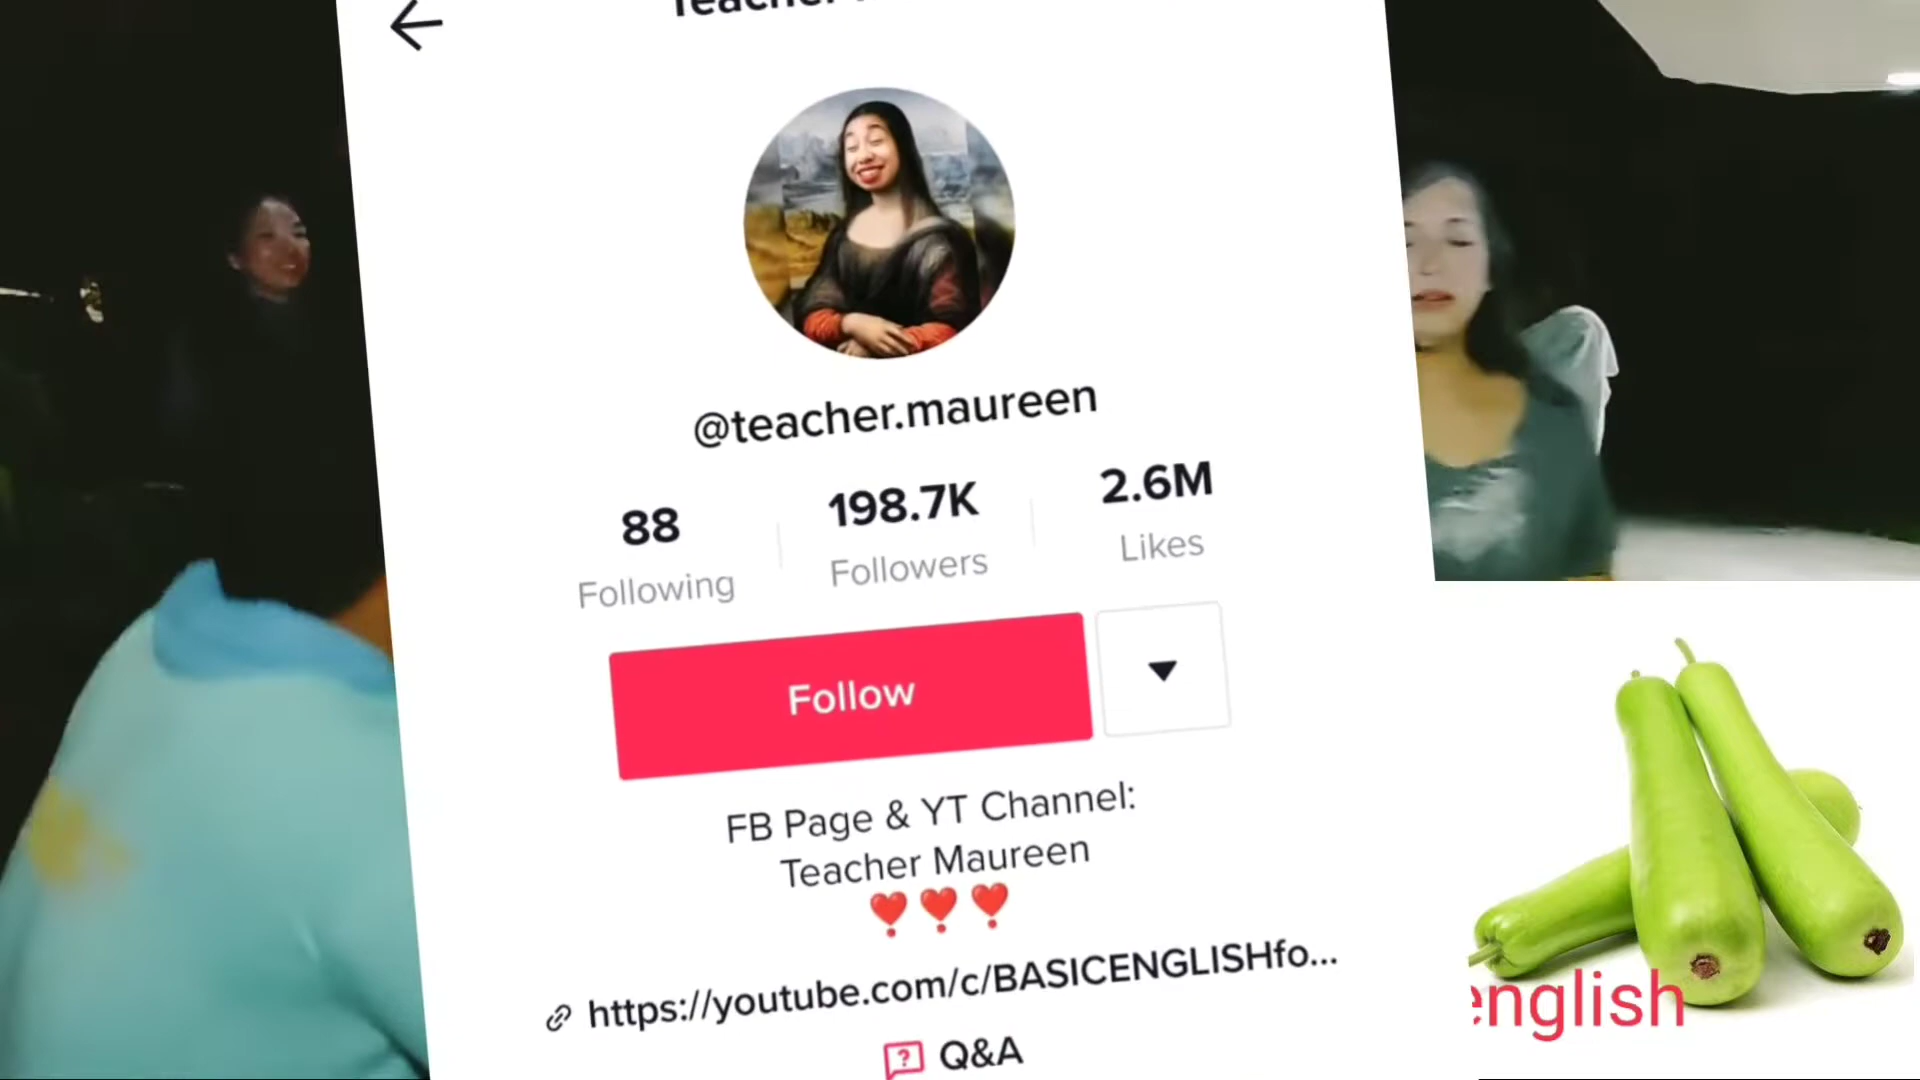 Teacher
@teacher.maureen
88
198.7K
2.6M
Following
Followers
Likes
Follow
FB Page & YT Channel:
Teacher Maureen
https://youtube.com/c/BASICENGLISHfo...
Q&A
english